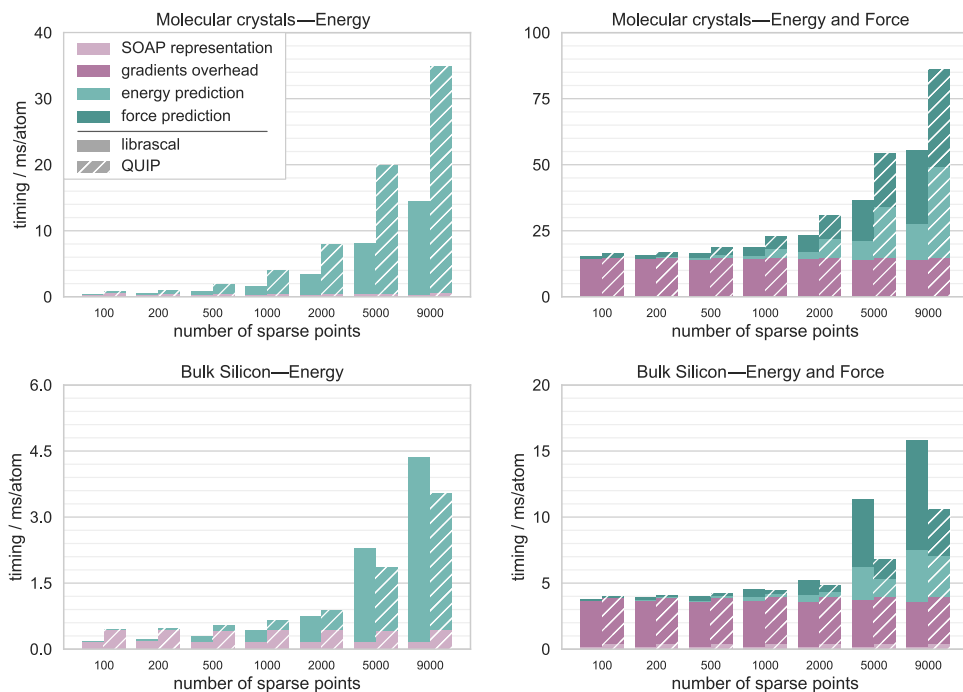 Molecular crystals—Energy
40
30
20
10
0
timing / ms/atom
SOAP representation
gradients overhead
energy prediction
force prediction
librascal
QUIP
100 200 500 1000 2000 5000 9000
number of sparse points
Molecular crystals—Energy and Force
100
75
50
25
0
timing / ms/atom
100 200 500 1000 2000 5000 9000
number of sparse points
Bulk Silicon—Energy
6.0
4.5
3.0
1.5
0.0
timing / ms/atom
100 200 500 1000 2000 5000 9000
number of sparse points
Bulk Silicon—Energy and Force
20
15
10
5
0
timing / ms/atom
100 200 500 1000 2000 5000 9000
number of sparse points